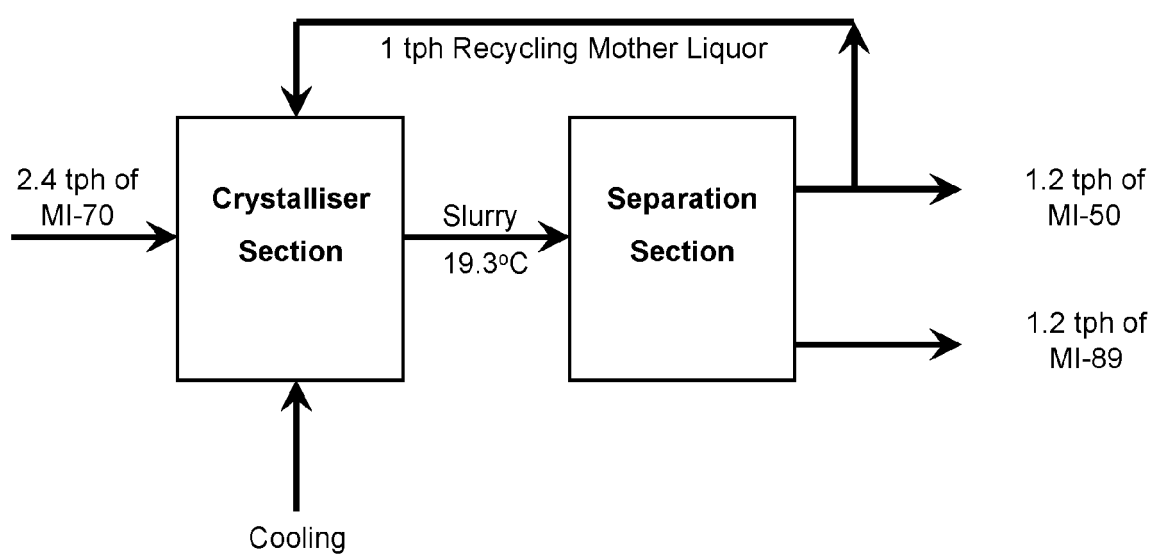 1 tph Recycling Mother Liquor
2.4 tph of
MI-70
Crystalliser
Section
Slurry
19.3°C
Separation
Section
1.2 tph of
MI-50
1.2 tph of
MI-89
Cooling